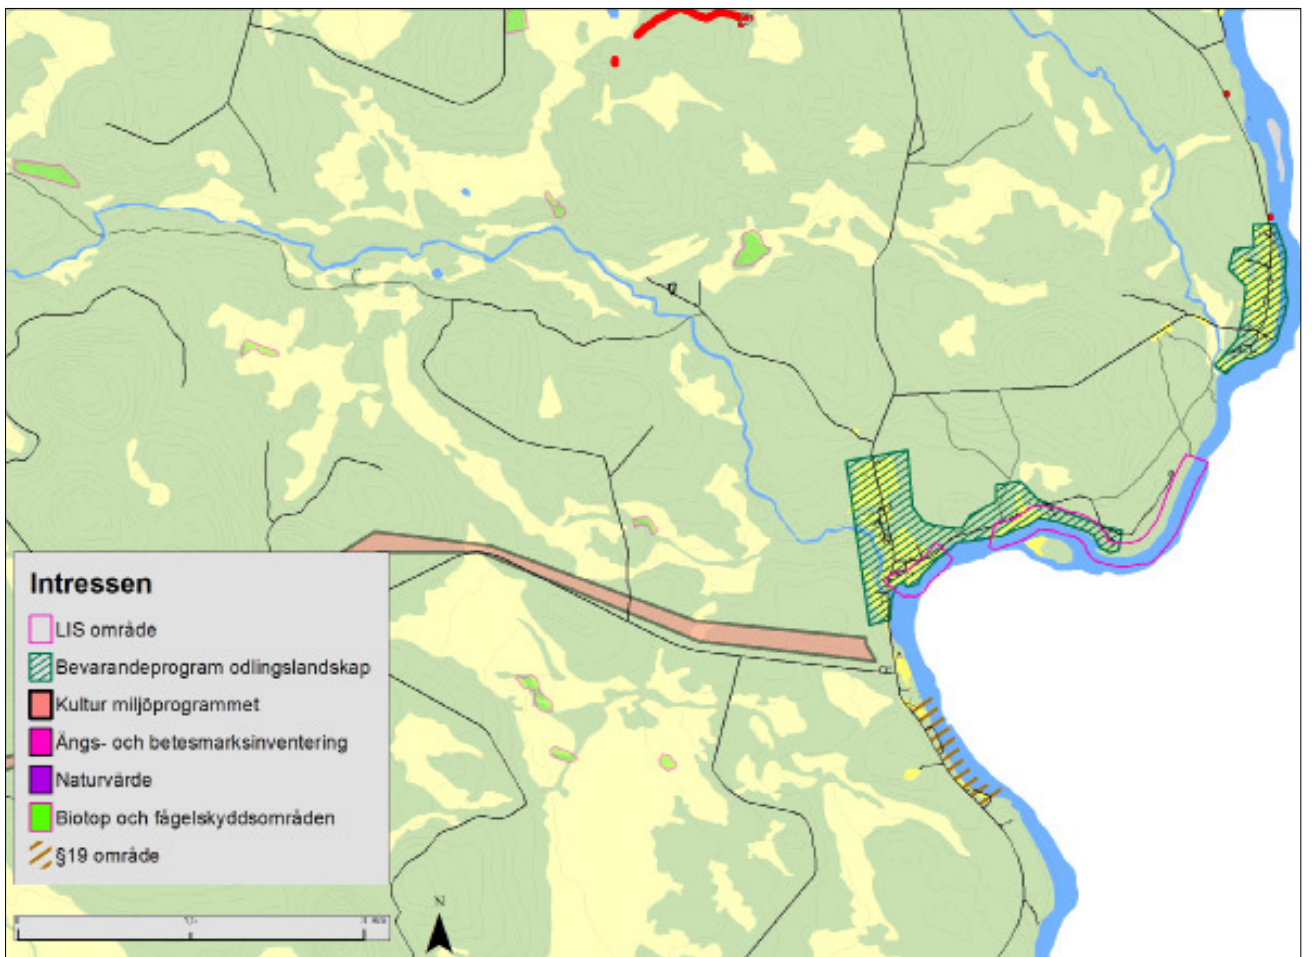 Intressen
LIS område
Bevarandeprogram odlingslandskap
Kultur miljöprogrammet
Ängs- och betesmarksinventering
Naturvärde
Biotop och fågelskyddsområden
§19 område
N